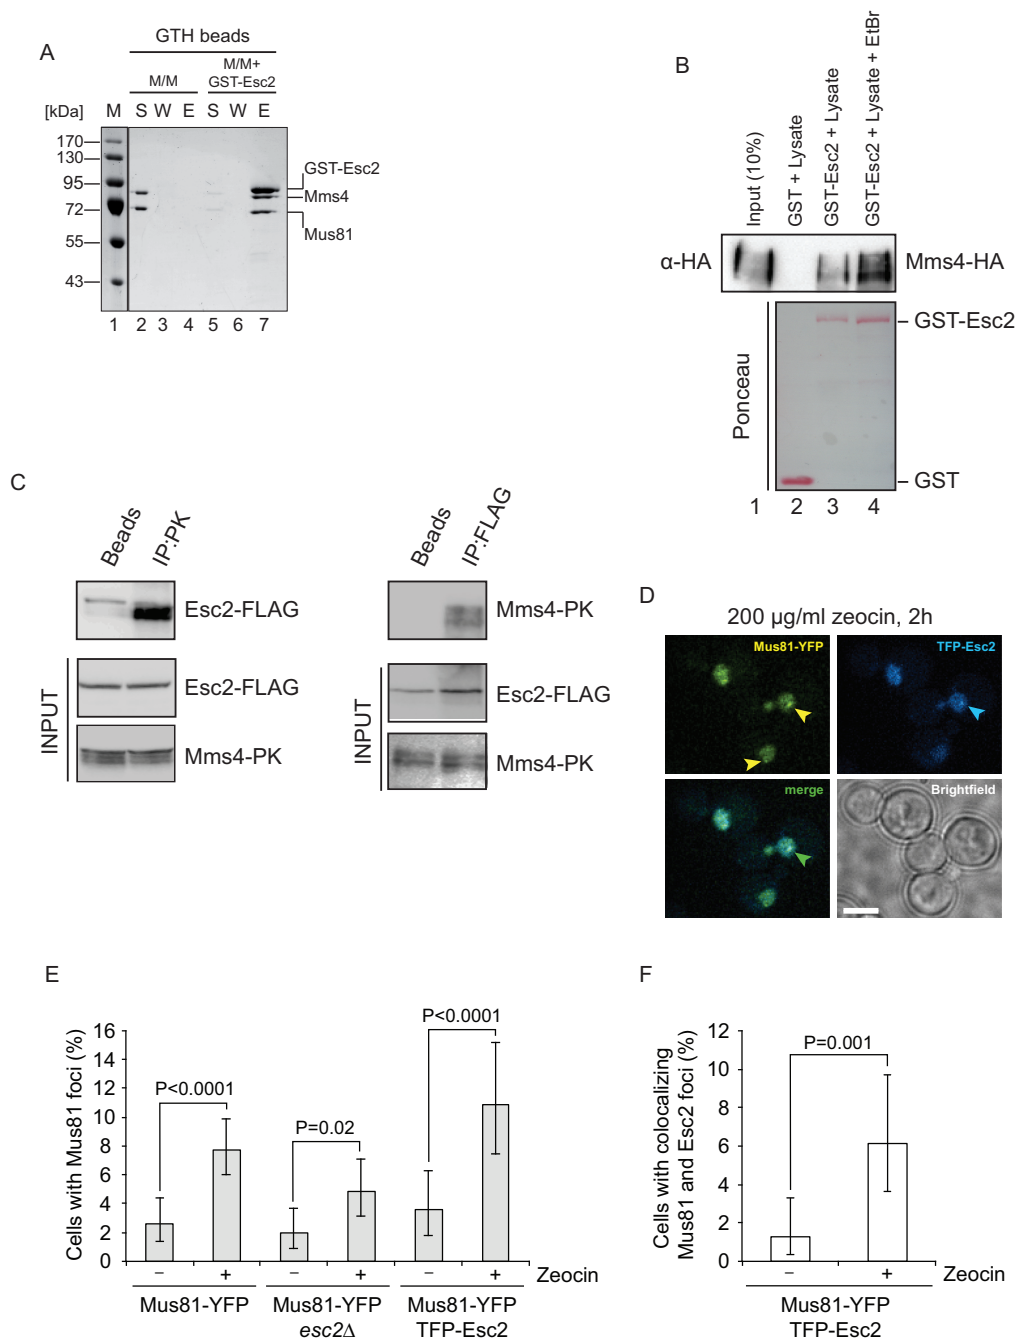 A
GTH beads
M/M
M/M+
GST-Esc2
[kDa]
M
S W E
S W E
170
130
95
72
55
43
GST-Esc2
Mms4
Mus81
1 2 3 4 5 6 7
B
Input (10%)
GST + Lysate
GST-Esc2 + Lysate
GST-Esc2 + Lysate + EtBr
α-HA
Mms4-HA
Ponceau
GST-Esc2
GST
1 2 3 4
C
Beads
IP:PK
Esc2-FLAG
INPUT
Esc2-FLAG
Mms4-PK
Beads
IP:FLAG
Mms4-PK
INPUT
Esc2-FLAG
Mms4-PK
D
200 µg/ml zeocin, 2h
Mus81-YFP
TFP-Esc2
merge
Brightfield
E
Cells with Mus81 foci (%)
16
14
12
10
8
6
4
2
0
P<0.0001
P=0.02
P<0.0001
– + – + – + Zeocin
Mus81-YFP
Mus81-YFP
esc2Δ
Mus81-YFP
TFP-Esc2
F
Cells with colocalizing
Mus81 and Esc2 foci (%)
12
10
8
6
4
2
0
P=0.001
– + Zeocin
Mus81-YFP
TFP-Esc2